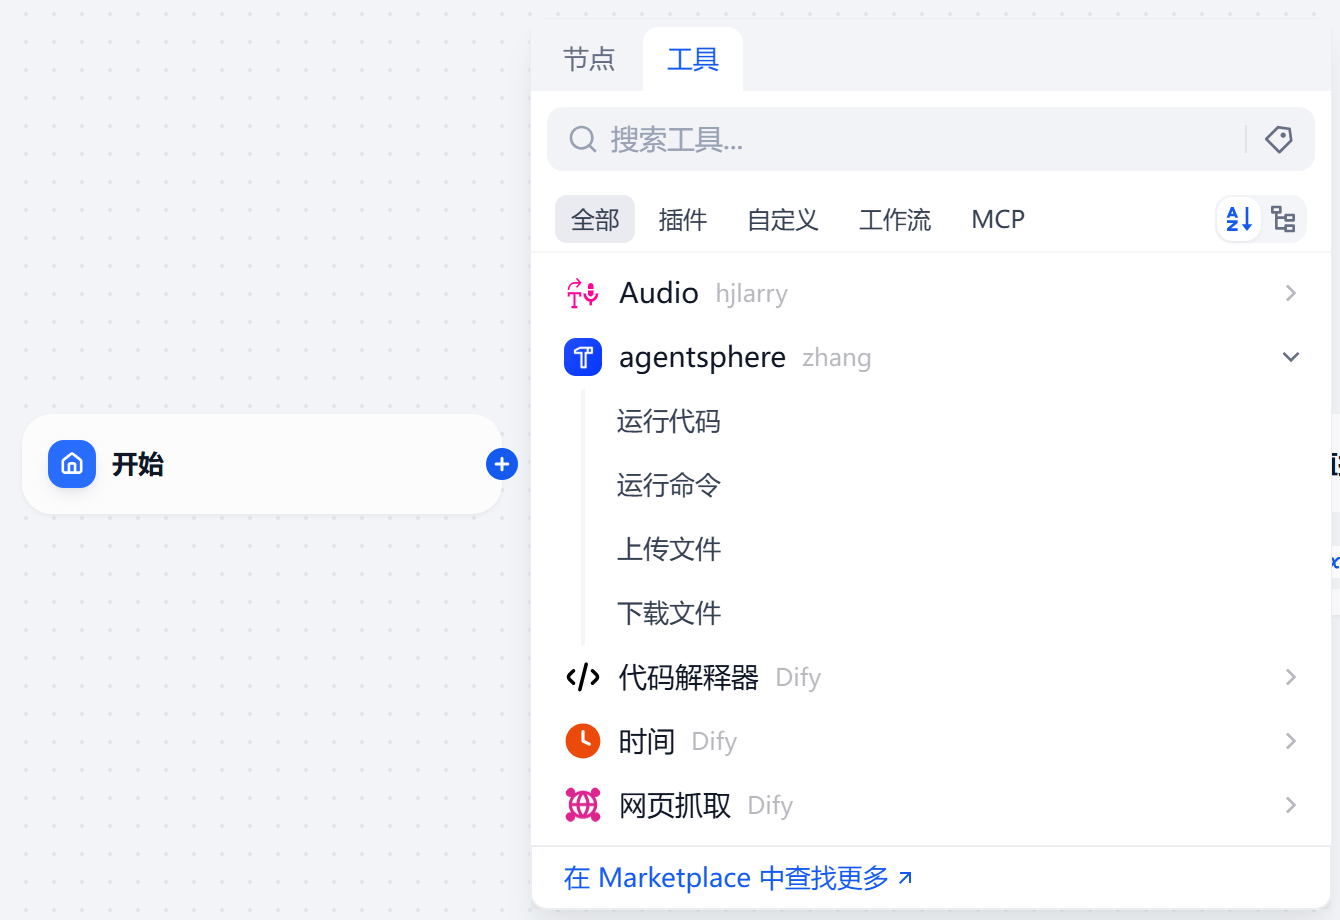 节点 工具
搜索工具...
全部 插件 自定义 工作流 MCP
Audio hjlarry
agentsphere zhang
运行代码
开始
运行命令
上传文件
下载文件
代码解释器 Dify
时间 Dify
网页抓取 Dify
在 Marketplace 中查找更多